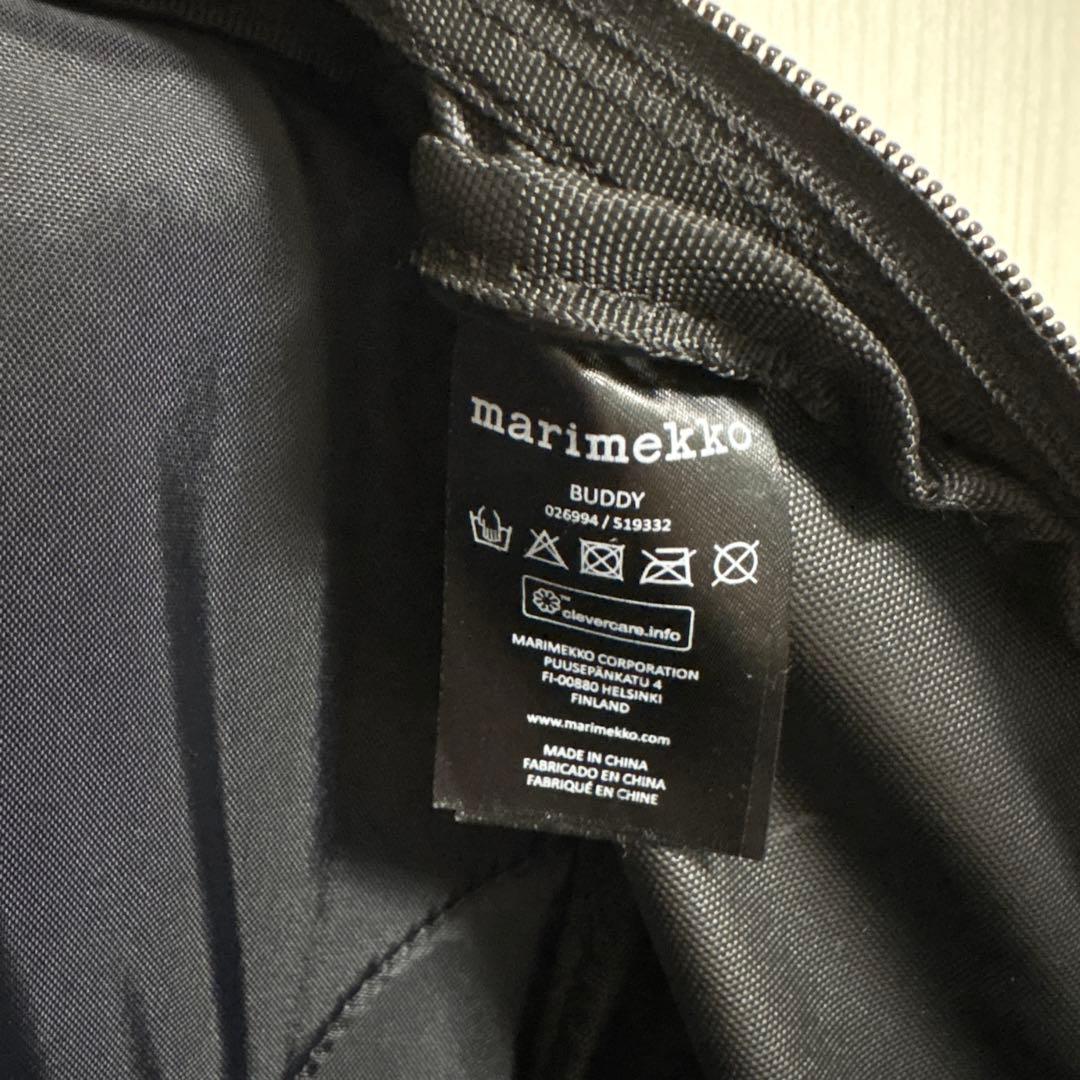 marimekko
BUDDY
026994 / 519332
™
clevercare.info
MARIMEKKO CORPORATION
PUUSEPÄNKATU 4
FI-00880 HELSINKI
FINLAND
www.marimekko.com
MADE IN CHINA
FABRICADO EN CHINA
FABRIQUÉ EN CHINE